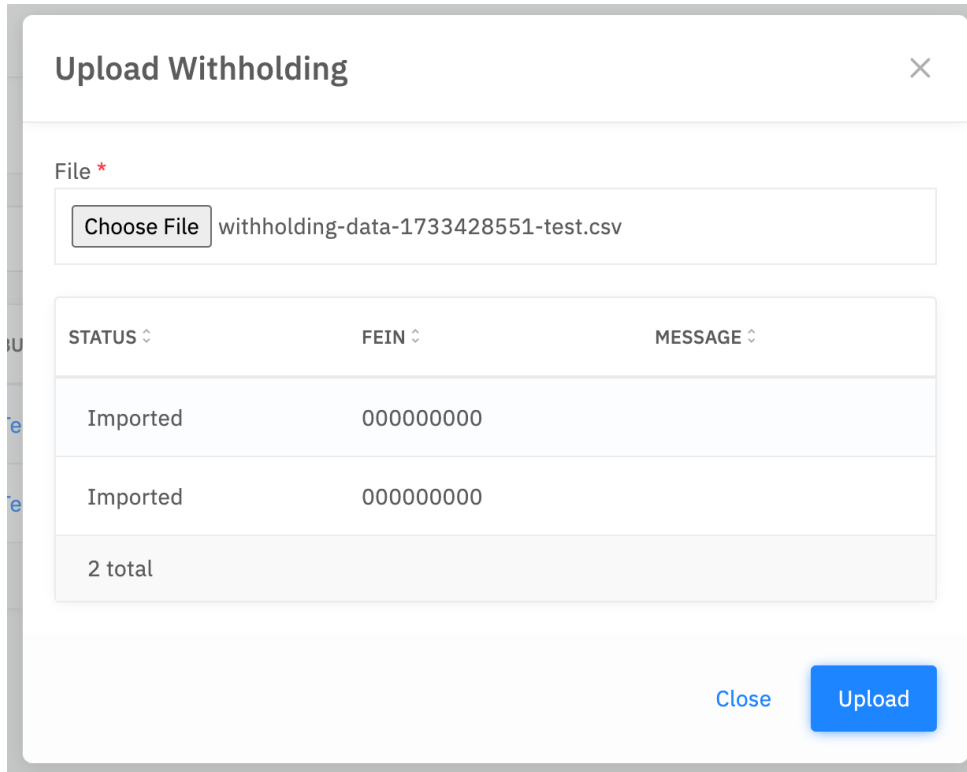 Upload Withholding
File *
Choose File withholding-data-1733428551-test.csv
STATUS FEIN MESSAGE
Imported 000000000
Imported 000000000
2 total
Close Upload